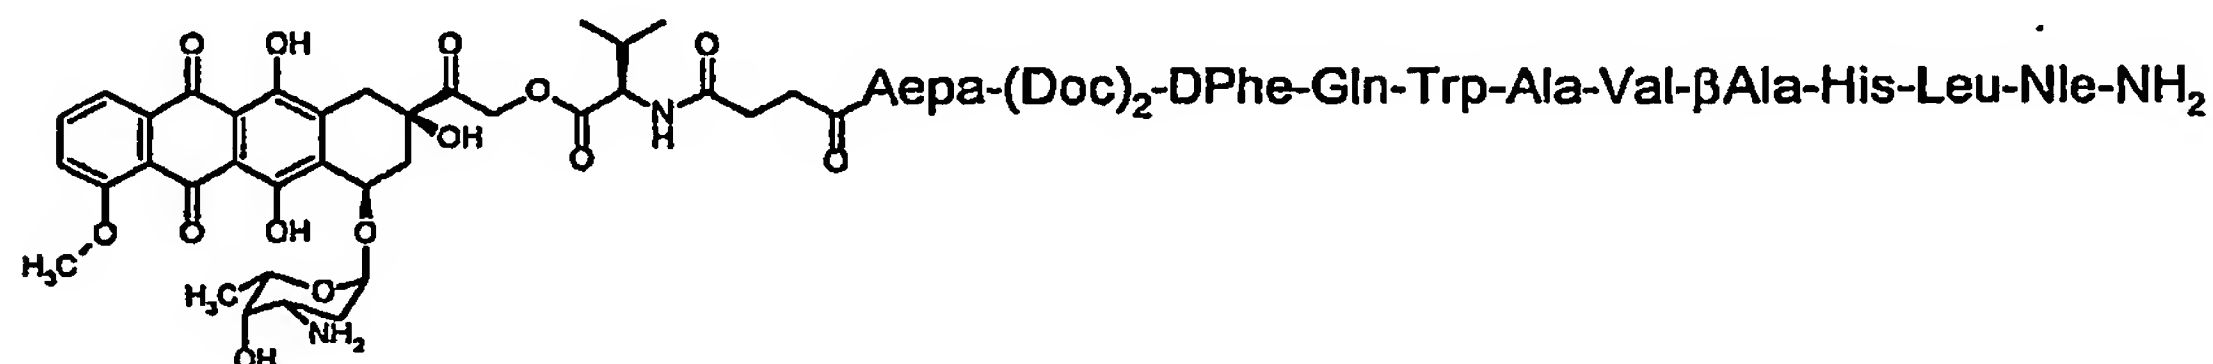 O OH O O
O O N H O Aepa-(Doc)₂-DPhe-Gln-Trp-Ala-Val-βAla-His-Leu-Nle-NH₂
OH
O O OH O
H₃C
H₃C O
NH₂
OH